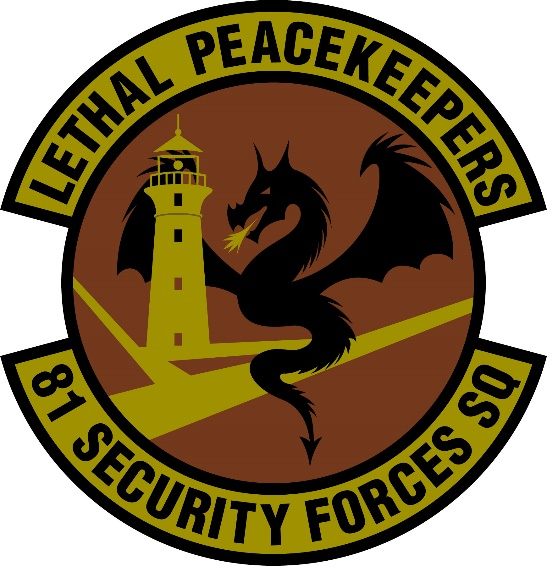 LETHAL PEACEKEEPERS
81 SECURITY FORCES SQ